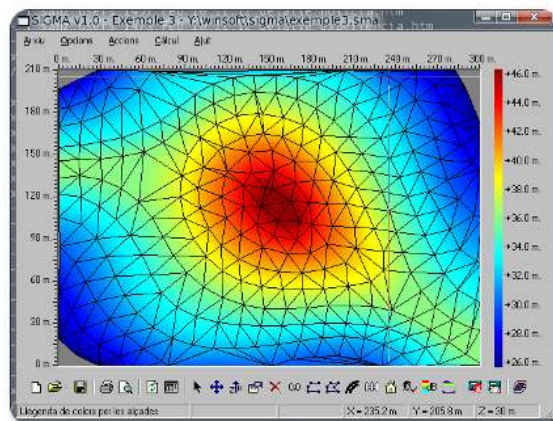 SIGMA v1.0 - Exemple 3 - Y:\winsoft\sigma\exemple3.sma
Arxiu Opcions Accions Càlcul Ajut
0 m. 30 m. 60 m. 90 m. 120 m. 150 m. 180 m. 210 m. 240 m. 270 m. 300 m.
210 m.
180 m.
150 m.
120 m.
90 m.
60 m.
30 m.
0 m.
+46.0 m.
+44.0 m.
+42.0 m.
+40.0 m.
+38.0 m.
+36.0 m.
+34.0 m.
+32.0 m.
+30.0 m.
+28.0 m.
+26.0 m.
Llegenda de colors per les alçades X = 235.2 m. Y = 205.8 m. Z = 30 m.